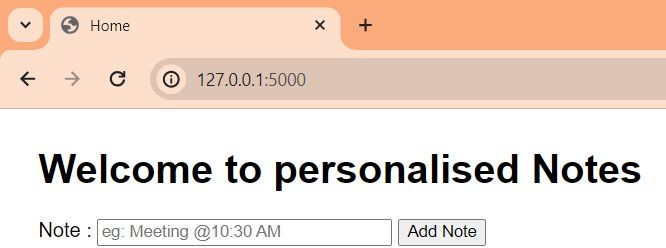 Home
127.0.0.1:5000
Welcome to personalised Notes
Note : eg: Meeting @10:30 AM Add Note